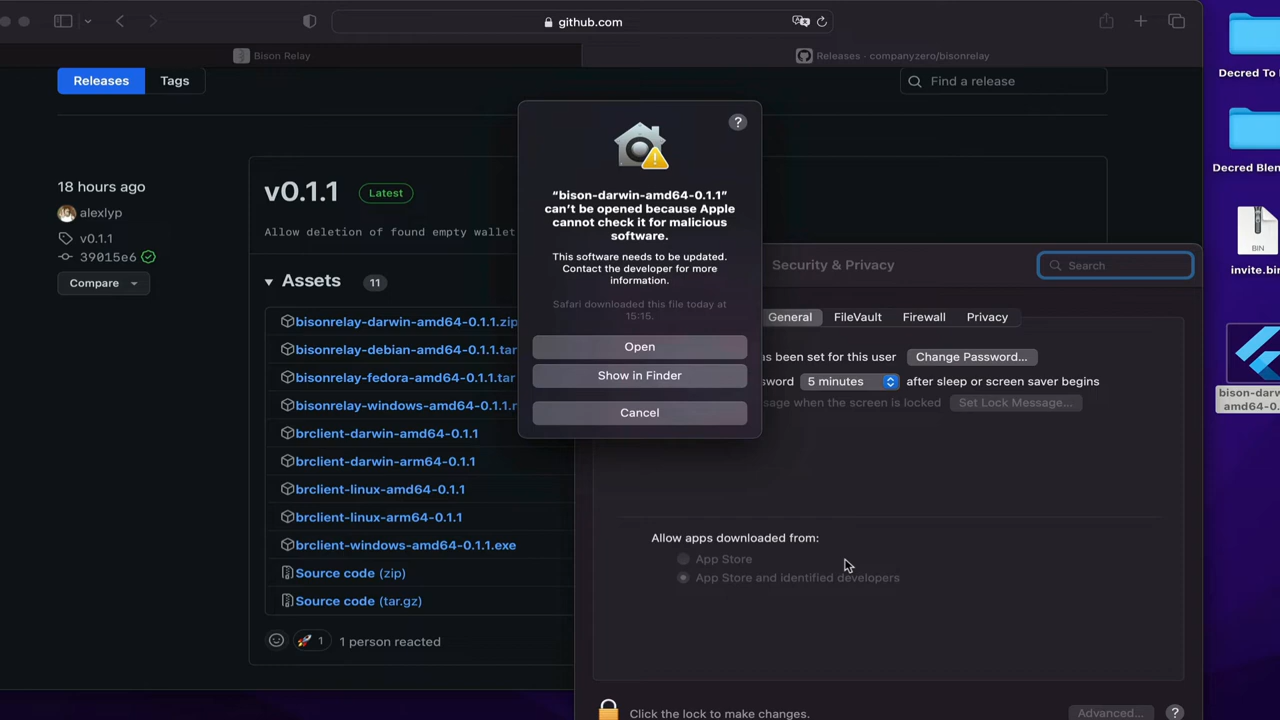 github.com
Bison Relay
Releases · companyzero/bisonrelay
Releases
Tags
Find a release
18 hours ago
alexlyp
v0.1.1
39015e6
Compare
v0.1.1
Latest
Allow deletion of found empty wallet
Assets
11
bisonrelay-darwin-amd64-0.1.1.zip
bisonrelay-debian-amd64-0.1.1.tar
bisonrelay-fedora-amd64-0.1.1.tar
bisonrelay-windows-amd64-0.1.1.
brclient-darwin-amd64-0.1.1
brclient-darwin-arm64-0.1.1
brclient-linux-amd64-0.1.1
brclient-linux-arm64-0.1.1
brclient-windows-amd64-0.1.1.exe
Source code (zip)
Source code (tar.gz)
1
1 person reacted
?
“bison-darwin-amd64-0.1.1”
can’t be opened because Apple
cannot check it for malicious
software.
This software needs to be updated.
Contact the developer for more
information.
Safari downloaded this file today at
15:15.
Open
Show in Finder
Cancel
Security & Privacy
Search
General
FileVault
Firewall
Privacy
as been set for this user
Change Password...
sword
5 minutes
after sleep or screen saver begins
sage when the screen is locked
Set Lock Message...
Allow apps downloaded from:
App Store
App Store and identified developers
Click the lock to make changes.
Advanced...
?
Decred To
Decred Blen
BIN
invite.bin
bison-dar
amd64-0.